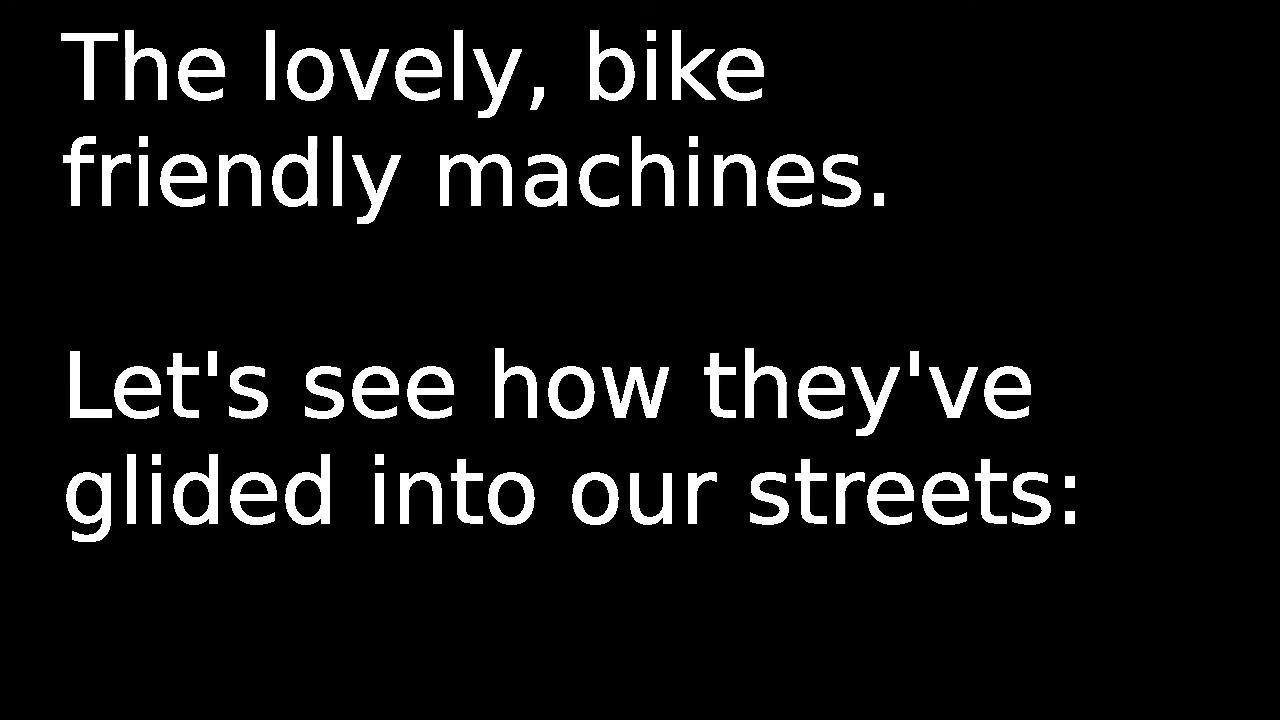 The lovely, bike
friendly machines.
Let's see how they've
glided into our streets: